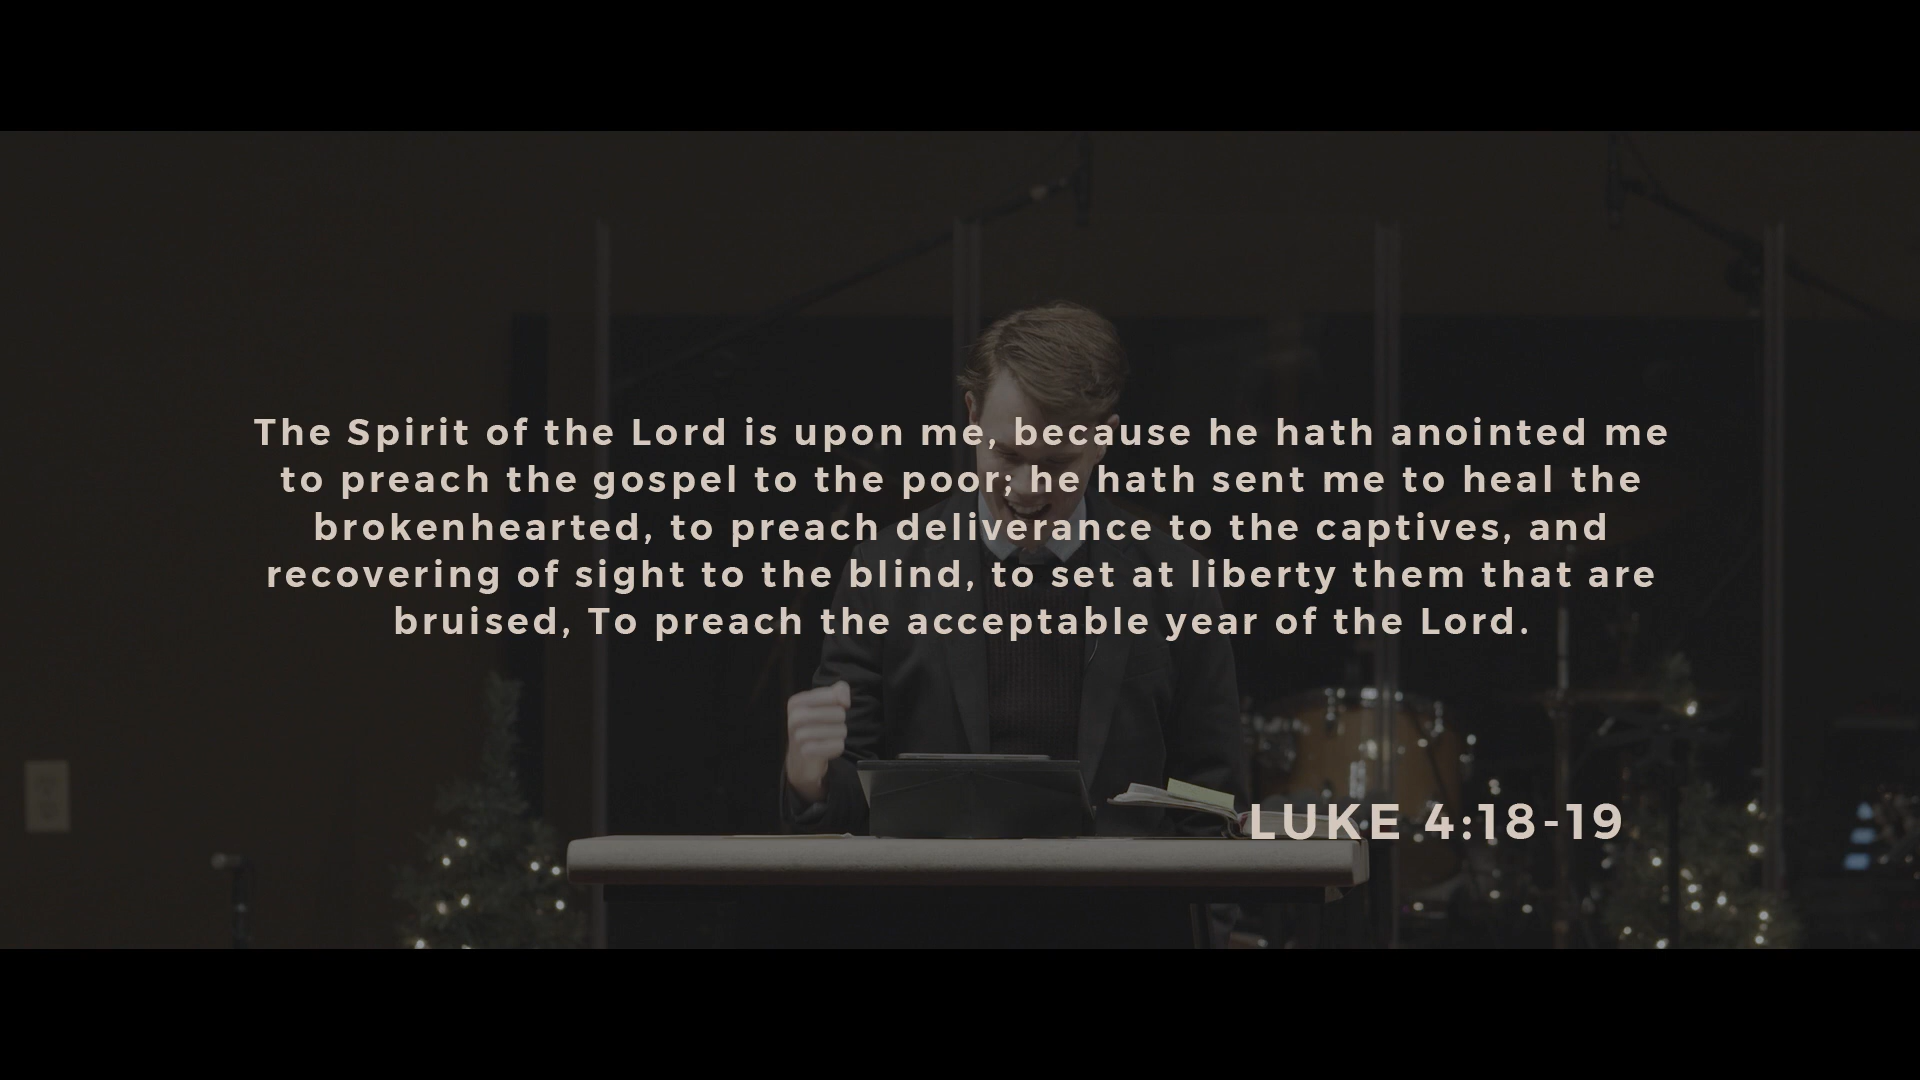 The Spirit of the Lord is upon me, because he hath anointed me
to preach the gospel to the poor; he hath sent me to heal the
brokenhearted, to preach deliverance to the captives, and
recovering of sight to the blind, to set at liberty them that are
bruised, To preach the acceptable year of the Lord.
LUKE 4:18-19